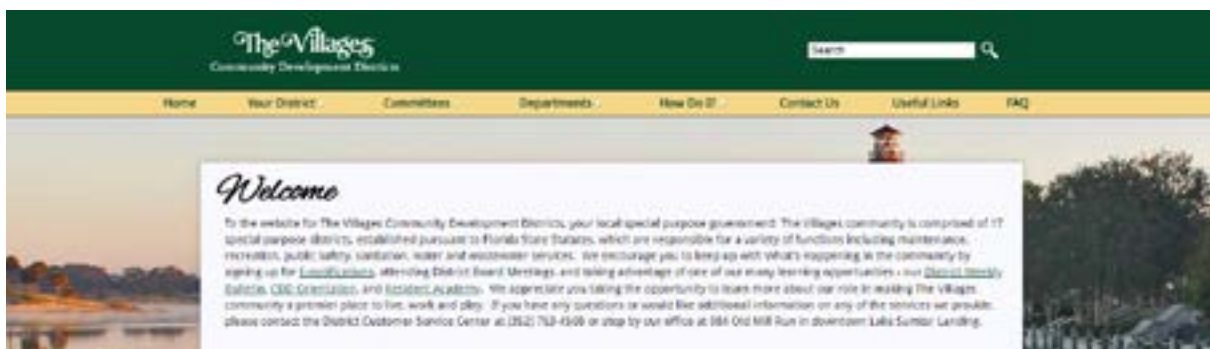 The Villages
Community Development Districts
Search
Home Your District Committees Departments How Do I? Contact Us Useful Links FAQ
Welcome
To the website for The Villages Community Development Districts, your local special purpose government! The Villages community is comprised of 17
special purpose districts, established pursuant to Florida State Statutes, which are responsible for a variety of functions including maintenance,
recreation, public safety, sanitation, water and wastewater services. We encourage you to keep up with what's happening in the community by
signing up for E-notifications, attending District Board Meetings and taking advantage of one of our many learning opportunities - our District Weekly
Bulletin, CDD Orientation, and Resident Academy. We appreciate you taking the opportunity to learn more about our role in making The Villages
community a premier place to live, work and play. If you have any questions or would like additional information on any of the services we provide,
please contact the District Customer Service Center at (352) or stop by our office at 984 Old Mill Run in downtown Lake Sumter Landing.